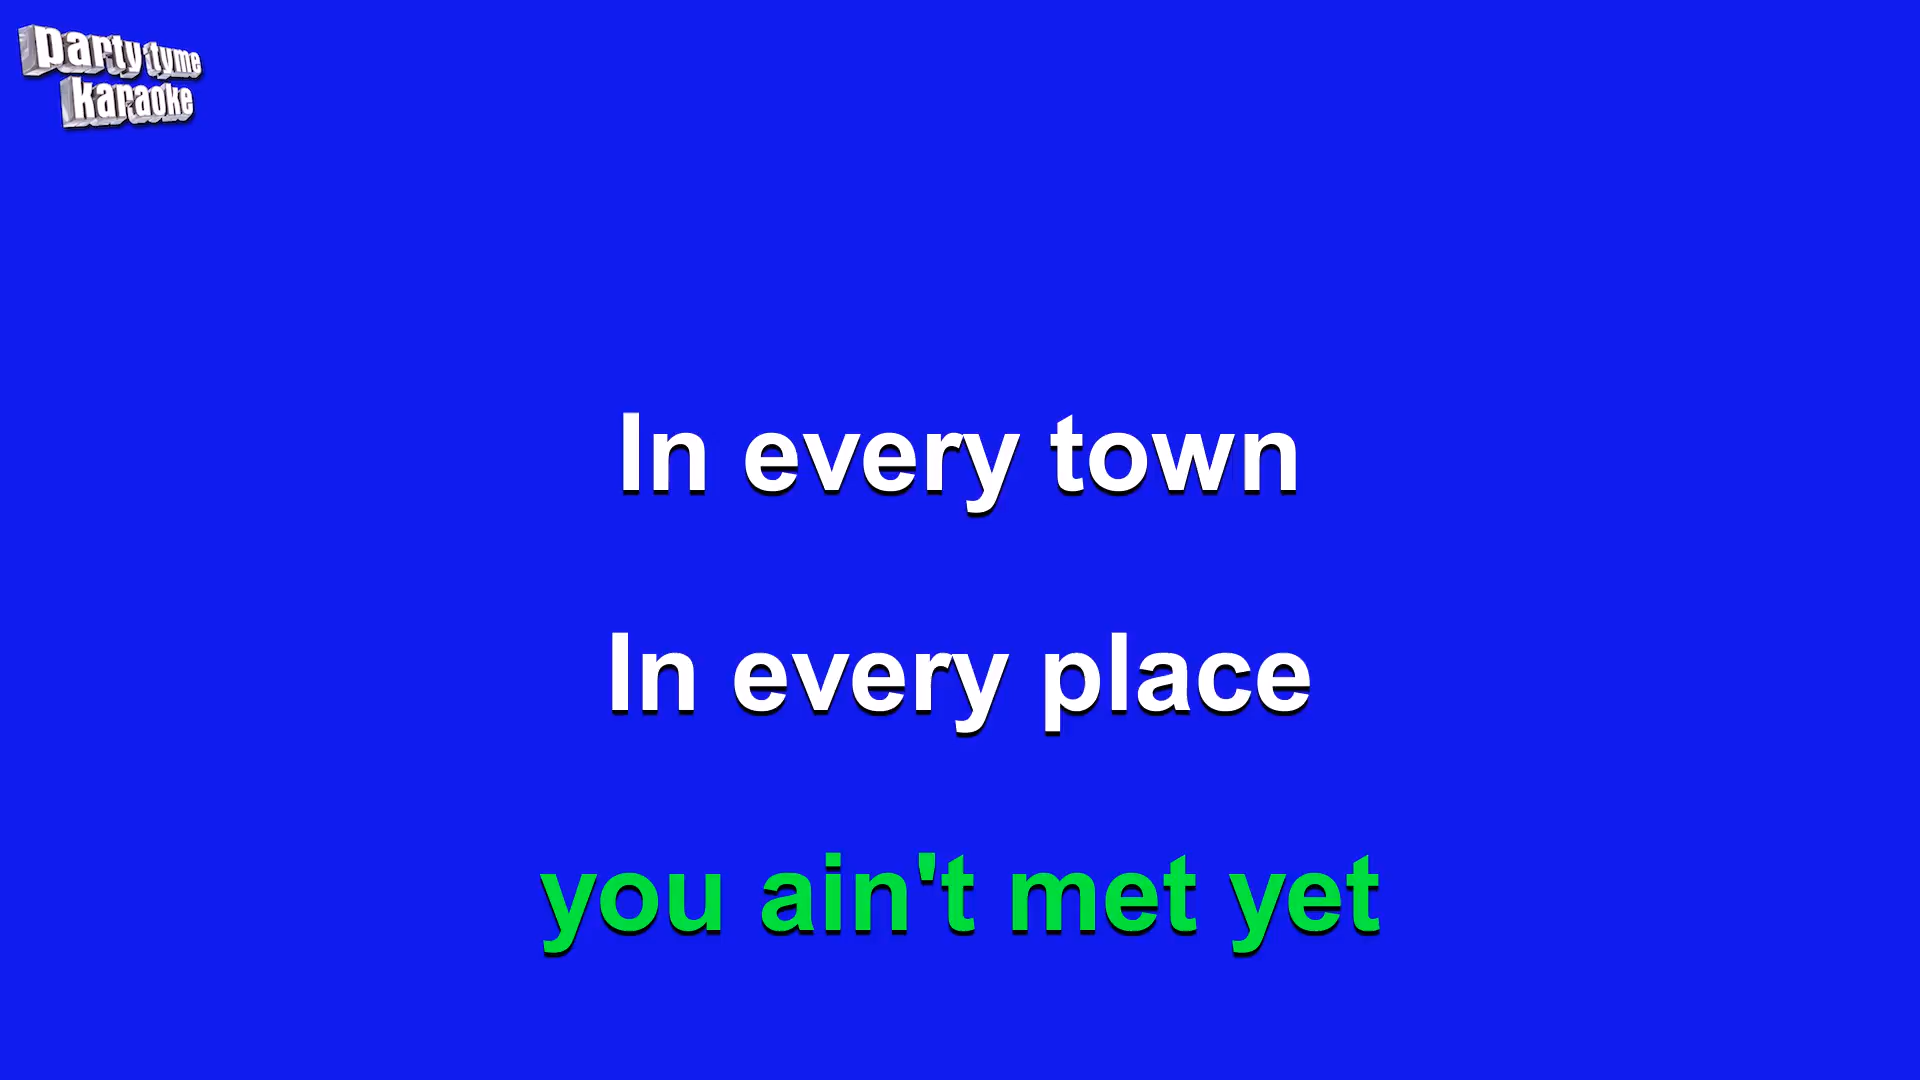 party tyme
karaoke
In every town
In every place
you ain't met yet